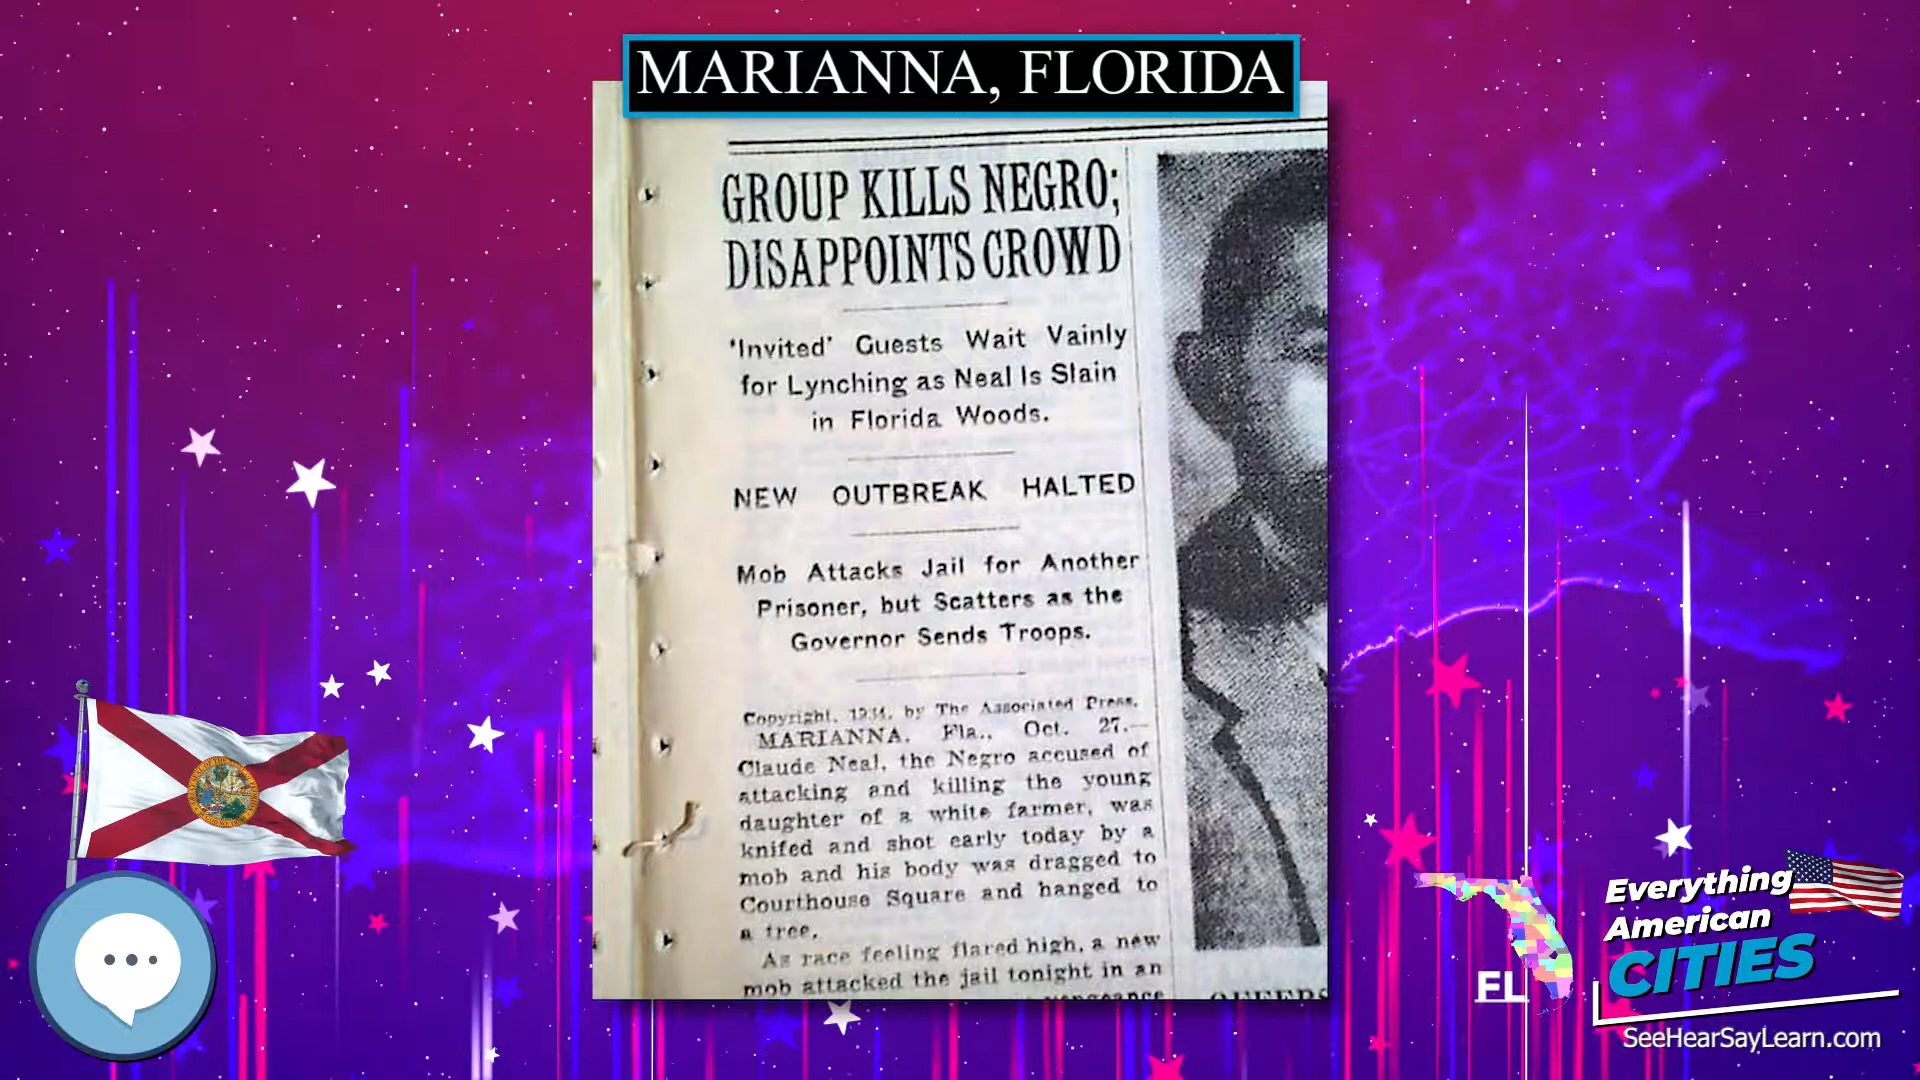 MARIANNA, FLORIDA
GROUP KILLS NEGRO;
DISAPPOINTS CROWD
'Invited' Guests Wait Vainly
for Lynching as Neal Is Slain
in Florida Woods.
NEW OUTBREAK HALTED
Mob Attacks Jail for Another
Prisoner, but Scatters as the
Governor Sends Troops.
Copyright, 1934, by The Associated Press.
MARIANNA, Fla., Oct. 27.—
Claude Neal, the Negro accused of
attacking and killing the young
daughter of a white farmer, was
knifed and shot early today by a
mob and his body was dragged to
Courthouse Square and hanged to
a tree.
As race feeling flared high, a new
mob attacked the jail tonight in an
FL
Everything
American
CITIES
SeeHearSayLearn.com